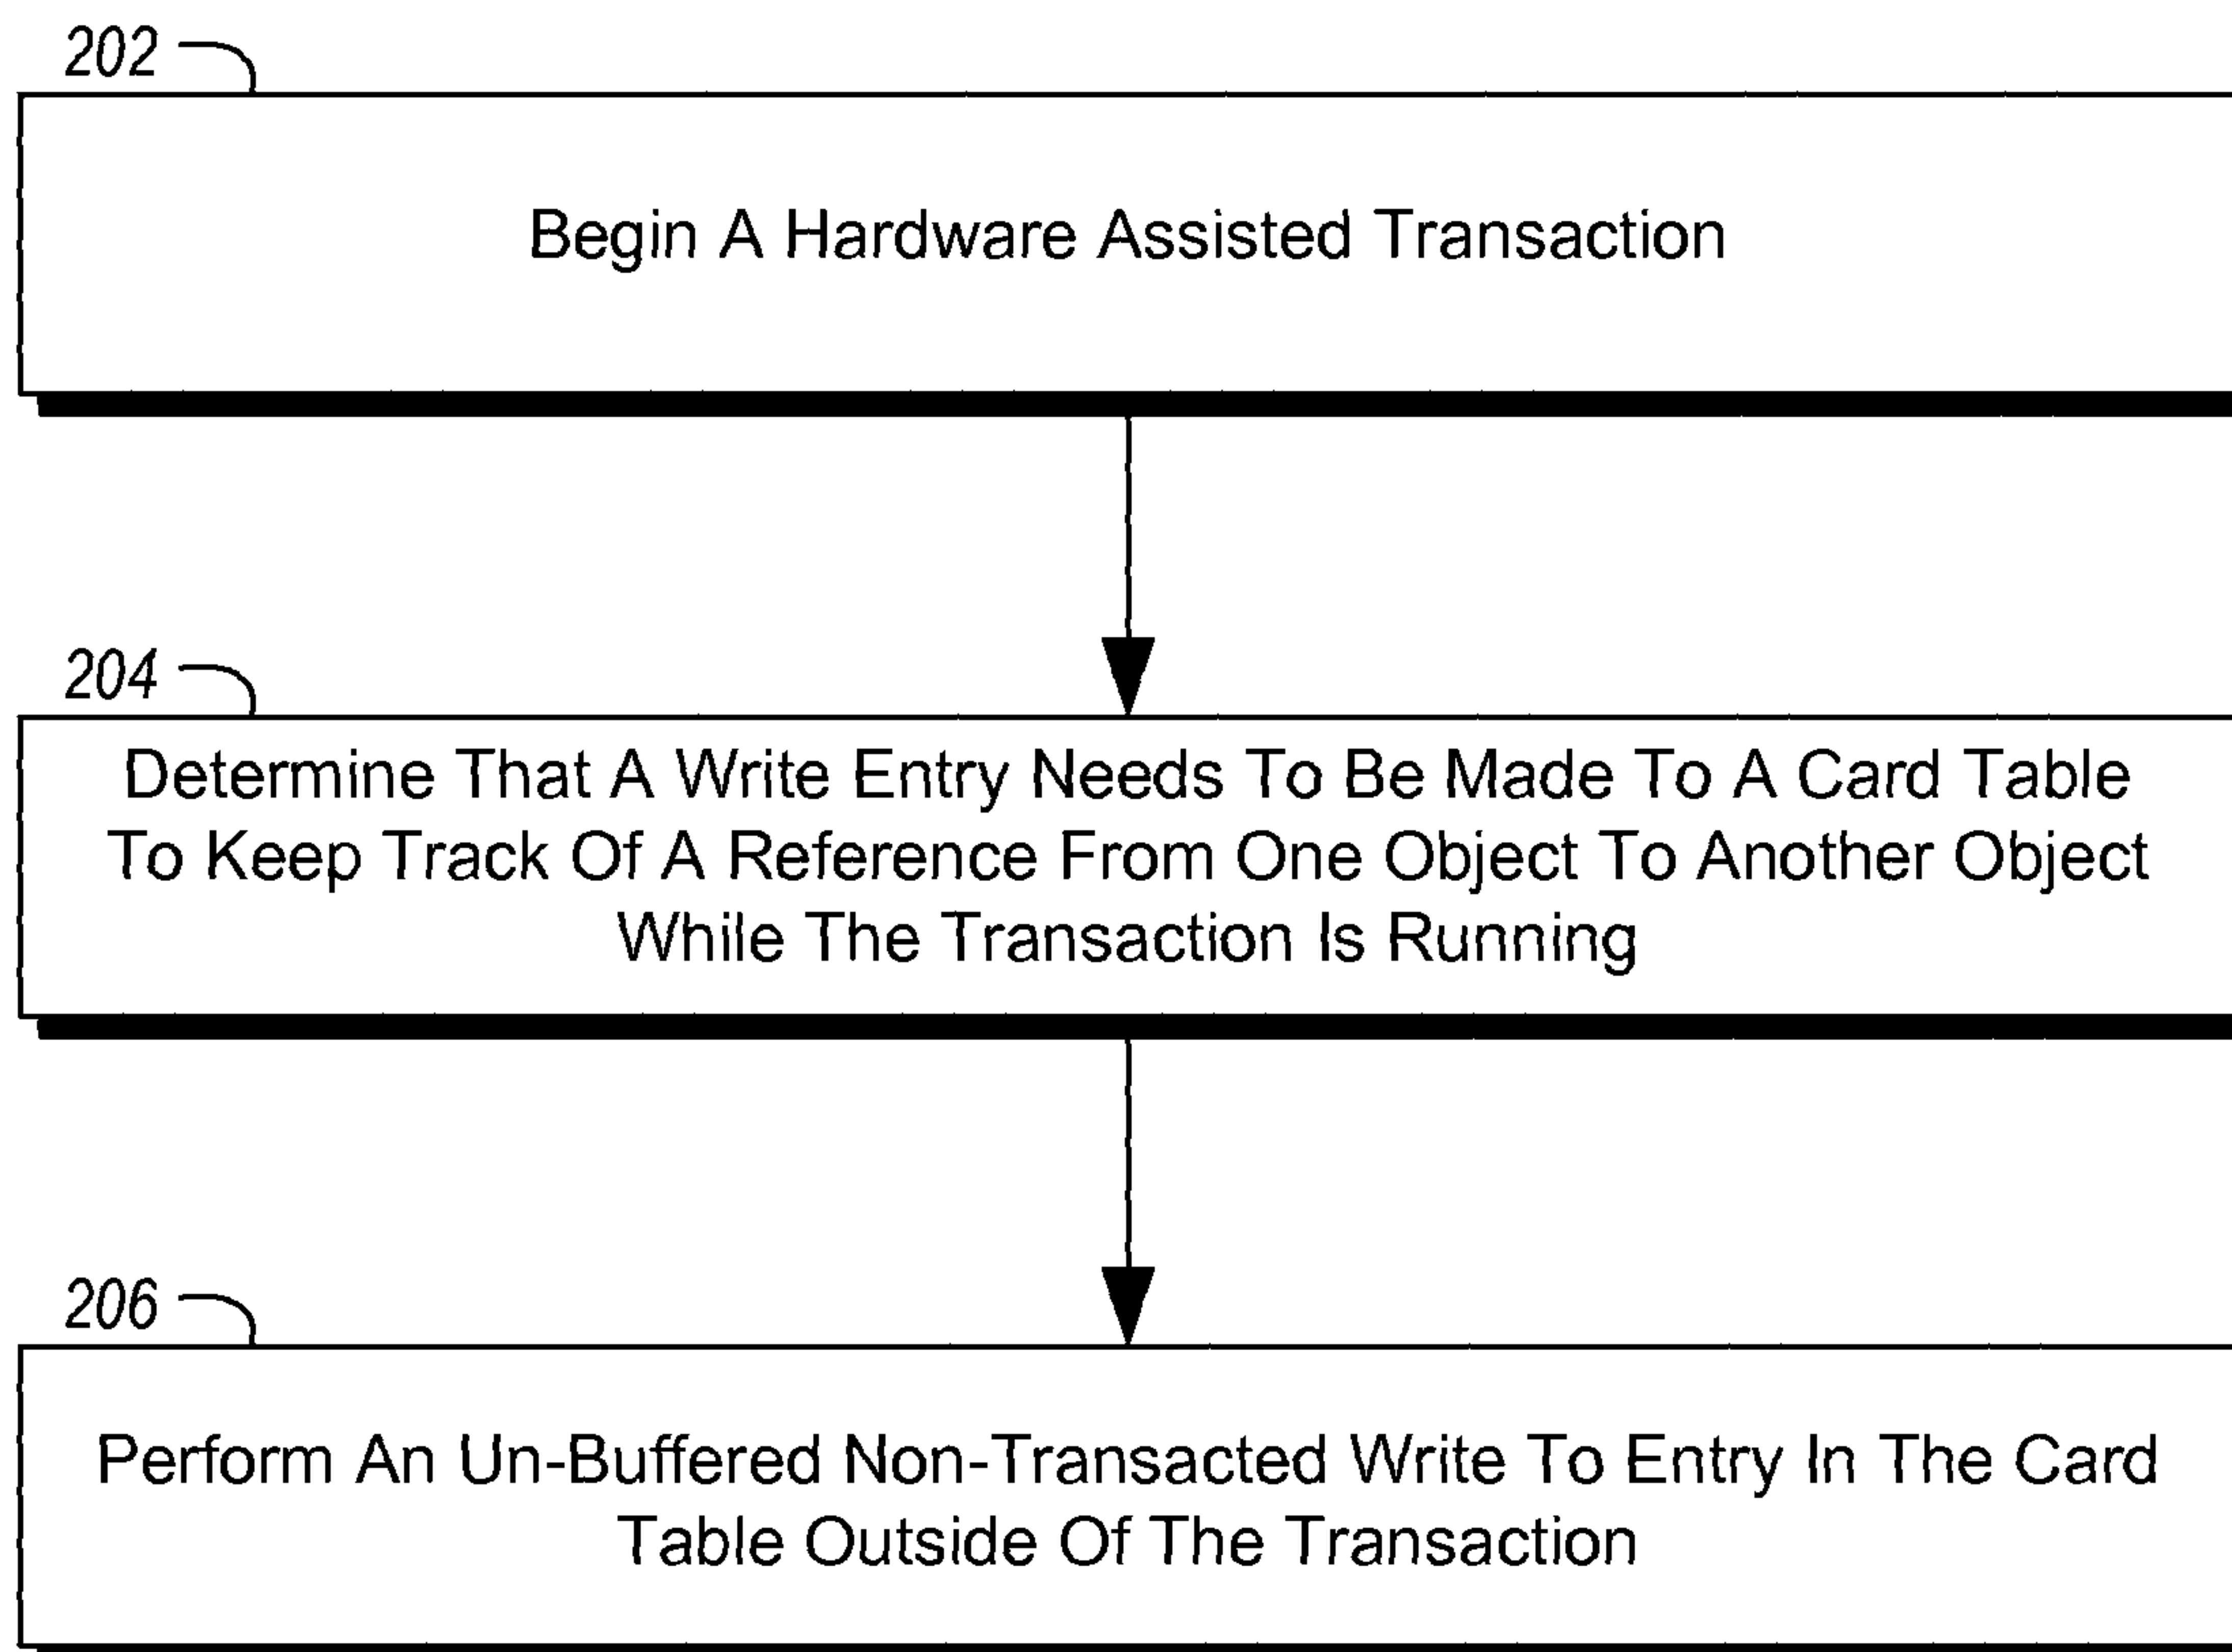 202
Begin A Hardware Assisted Transaction
204
Determine That A Write Entry Needs To Be Made To A Card Table
To Keep Track Of A Reference From One Object To Another Object
While The Transaction Is Running
206
Perform An Un-Buffered Non-Transacted Write To Entry In The Card
Table Outside Of The Transaction